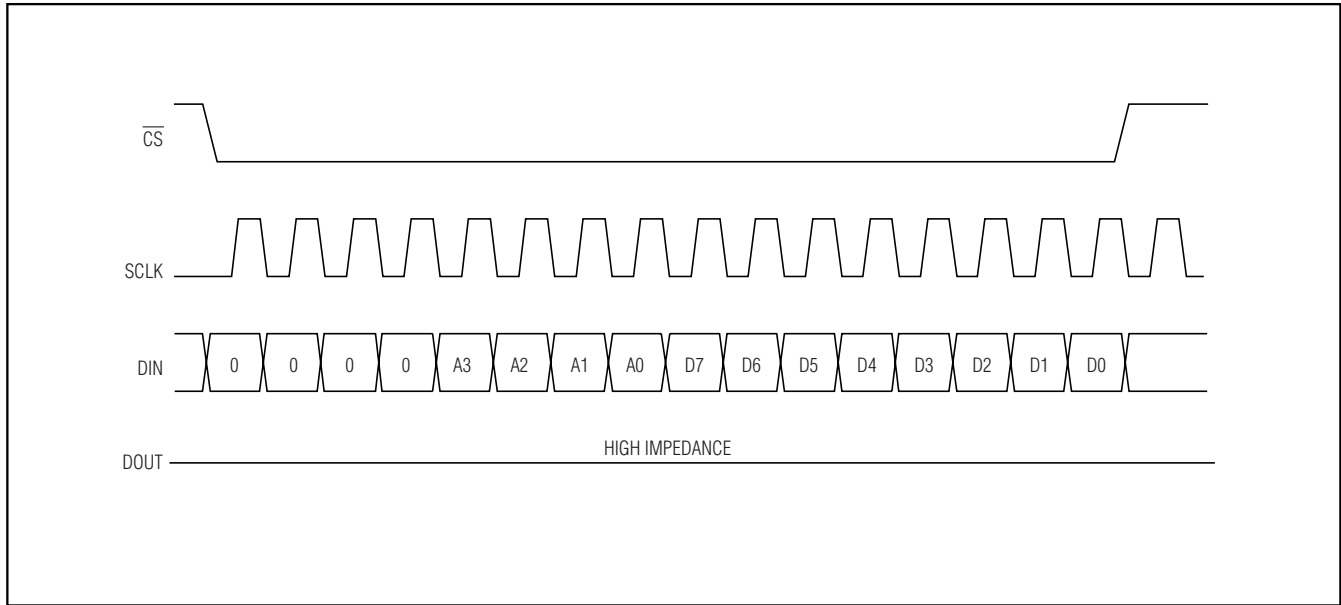 CS
SCLK
DIN 0 0 0 0 A3 A2 A1 A0 D7 D6 D5 D4 D3 D2 D1 D0
HIGH IMPEDANCE
DOUT